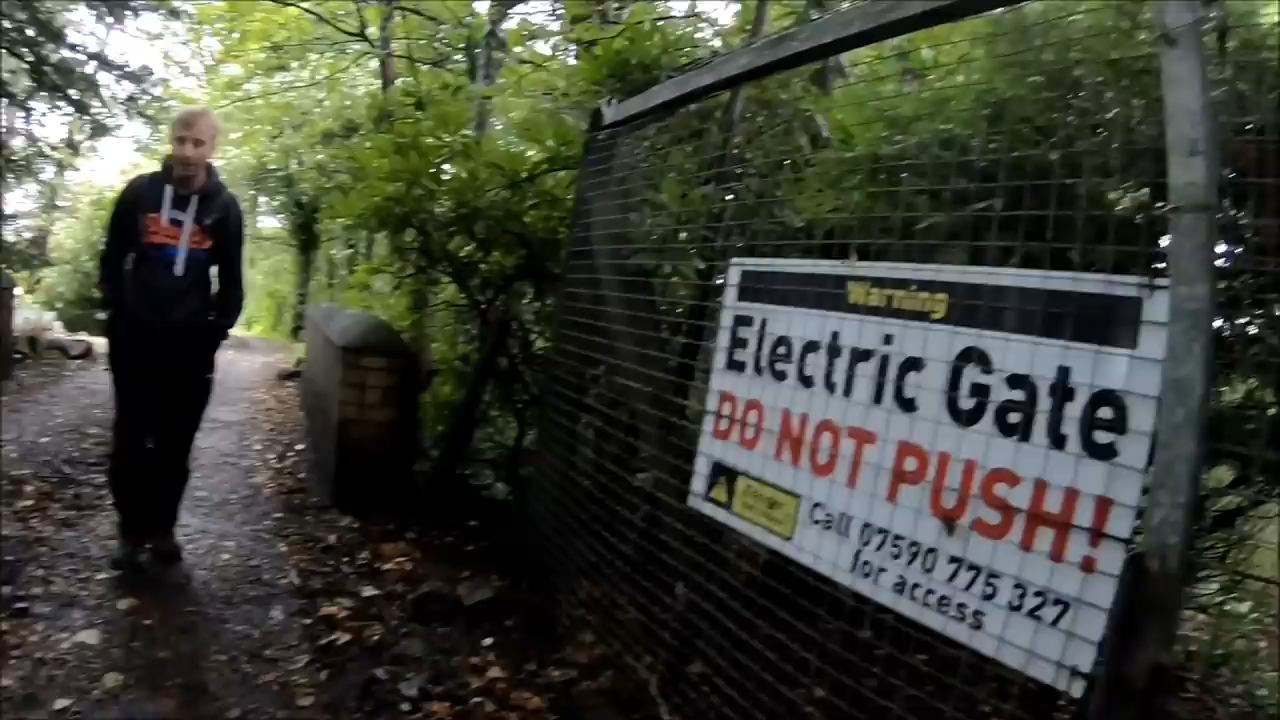 Warning
Electric Gate
DO NOT PUSH!
Call 07590 775 327
for access